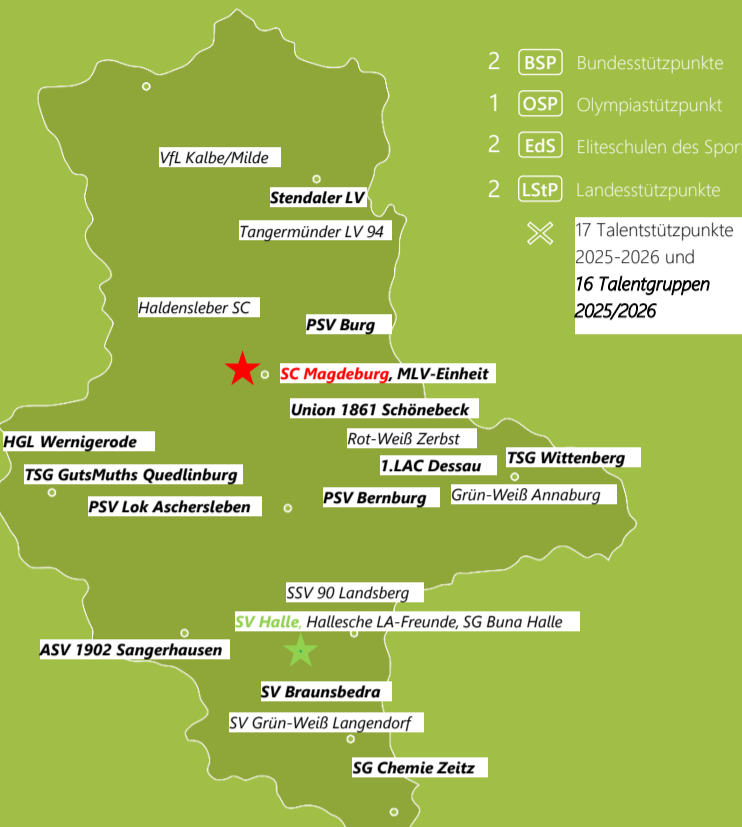 2 BSP Bundesstützpunkte
1 OSP Olympiastützpunkt
2 EdS Eliteschulen des Spor
2 LStP Landesstützpunkte
17 Talentstützpunkte
2025-2026 und
16 Talentgruppen
2025/2026
VfL Kalbe/Milde
Stendaler LV
Tangermünder LV 94
Haldensleber SC
PSV Burg
SC Magdeburg, MLV-Einheit
Union 1861 Schönebeck
Rot-Weiß Zerbst
HGL Wernigerode
1.LAC Dessau
TSG Wittenberg
TSG GutsMuths Quedlinburg
PSV Bernburg
Grün-Weiß Annaburg
PSV Lok Aschersleben
SSV 90 Landsberg
SV Halle, Hallesche LA-Freunde, SG Buna Halle
ASV 1902 Sangerhausen
SV Braunsbedra
SV Grün-Weiß Langendorf
SG Chemie Zeitz